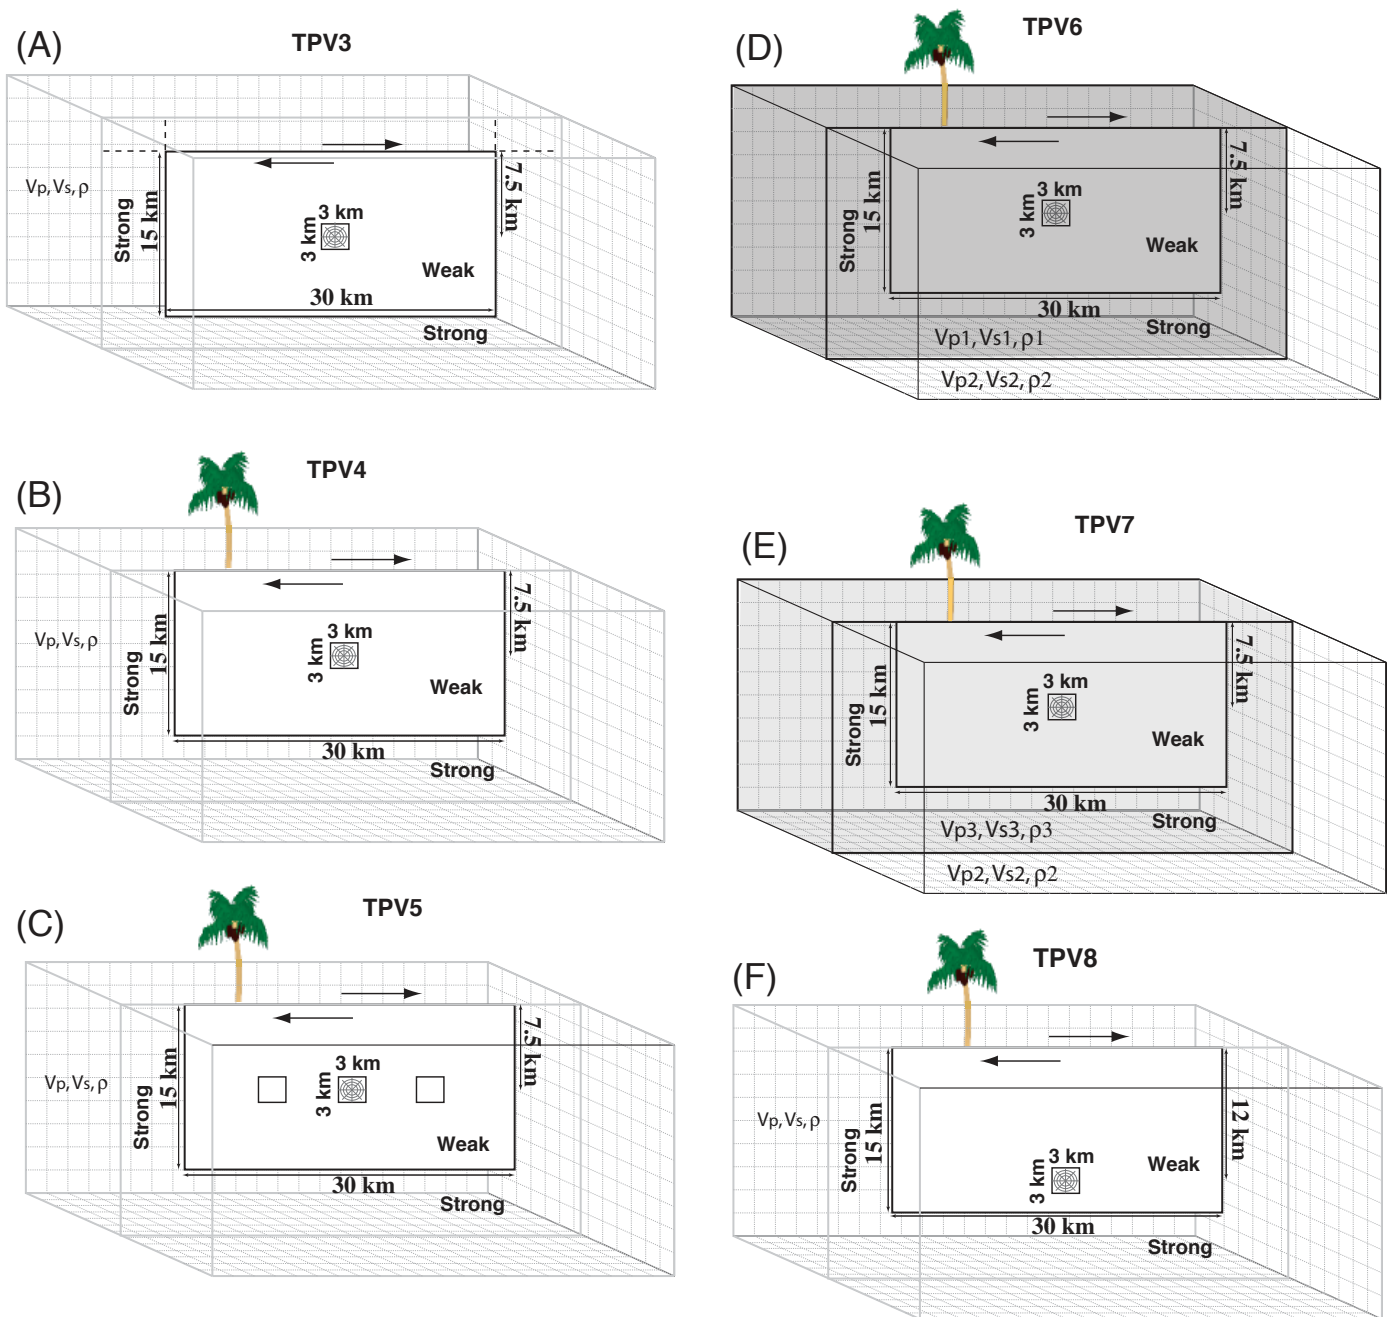 (A)
TPV3
Vp, Vs, ρ
Strong
15 km
7.5 km
3 km
3 km
Weak
30 km
Strong
(B)
TPV4
Vp, Vs, ρ
Strong
15 km
7.5 km
3 km
3 km
Weak
30 km
Strong
(C)
TPV5
Vp, Vs, ρ
Strong
15 km
7.5 km
3 km
3 km
Weak
30 km
Strong
(D)
TPV6
Strong
15 km
7.5 km
3 km
3 km
Weak
30 km
Strong
Vp1, Vs1, ρ1
Vp2, Vs2, ρ2
(E)
TPV7
Strong
15 km
7.5 km
3 km
3 km
Weak
30 km
Strong
Vp3, Vs3, ρ3
Vp2, Vs2, ρ2
(F)
TPV8
Vp, Vs, ρ
Strong
15 km
12 km
3 km
3 km
Weak
30 km
Strong